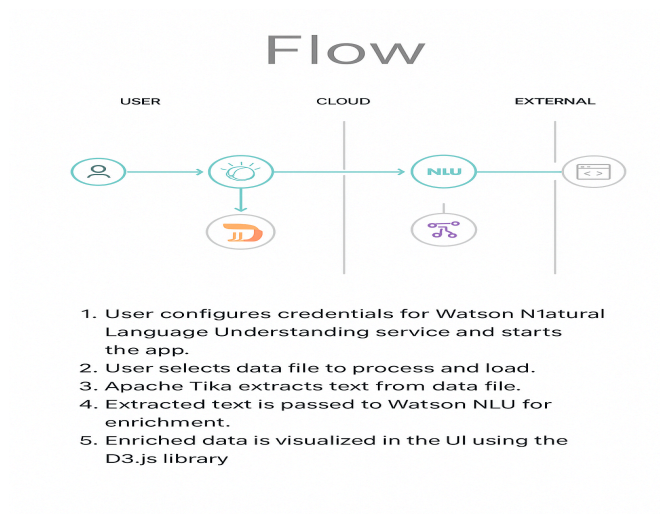 Flow
USER CLOUD EXTERNAL
NLU
1. User configures credentials for Watson N1atural
Language Understanding service and starts
the app.
2. User selects data file to process and load.
3. Apache Tika extracts text from data file.
4. Extracted text is passed to Watson NLU for
enrichment.
5. Enriched data is visualized in the UI using the
D3.js library